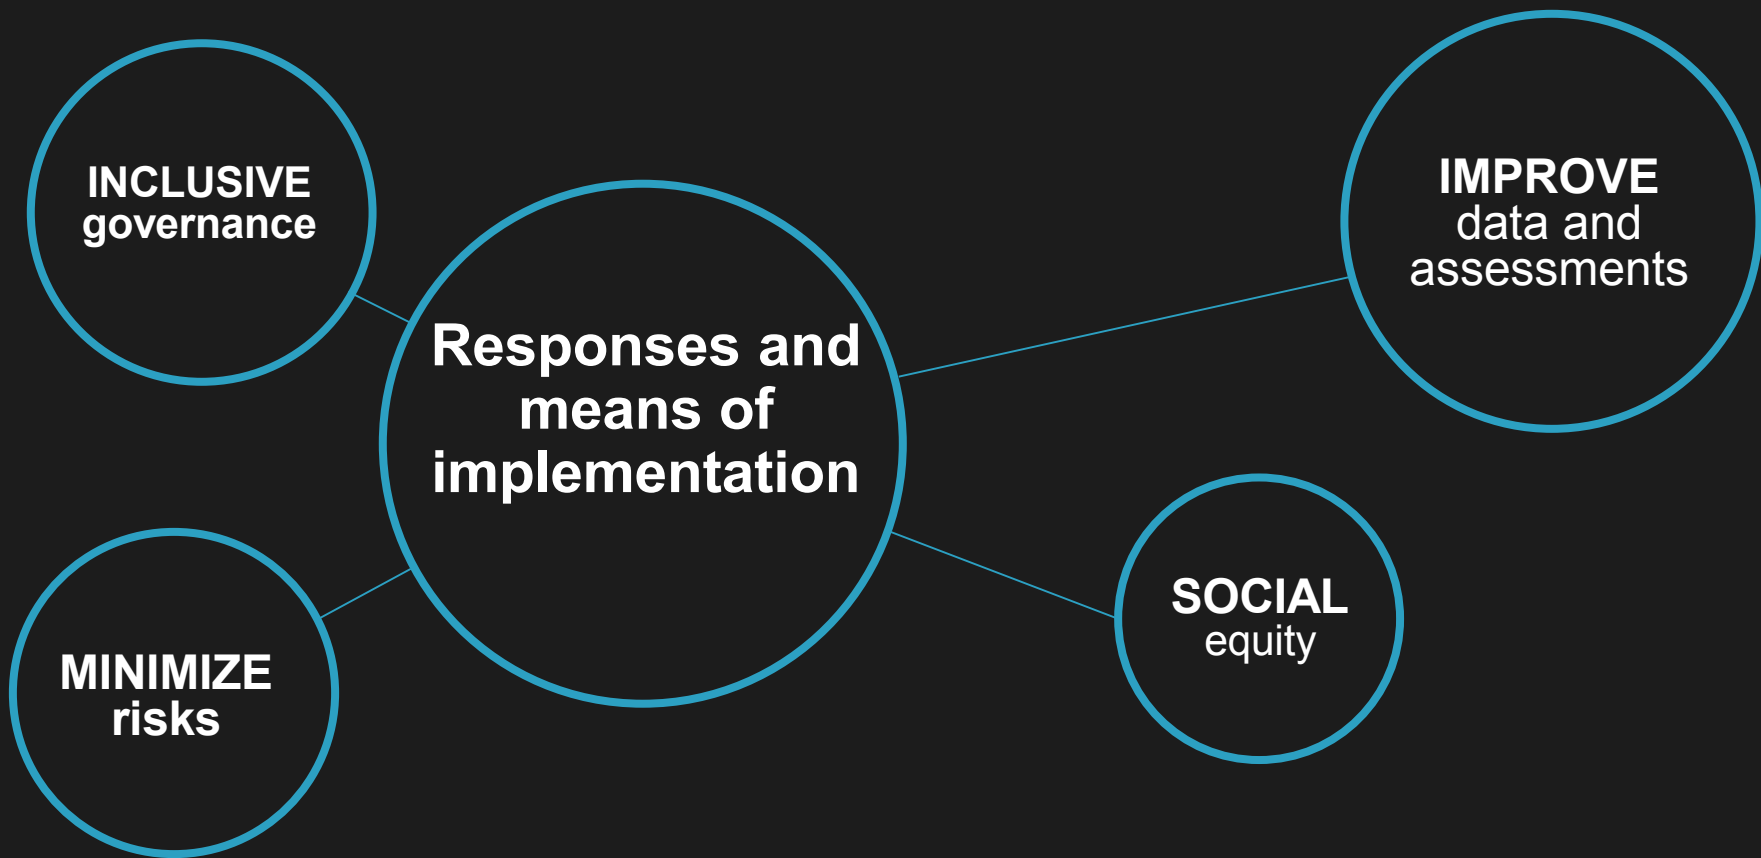 INCLUSIVE
governance
Responses and
means of
implementation
IMPROVE
data and
assessments
MINIMIZE
risks
SOCIAL
equity